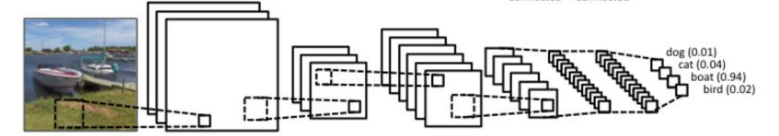 dog (0.01)
cat (0.04)
boat (0.94)
bird (0.02)